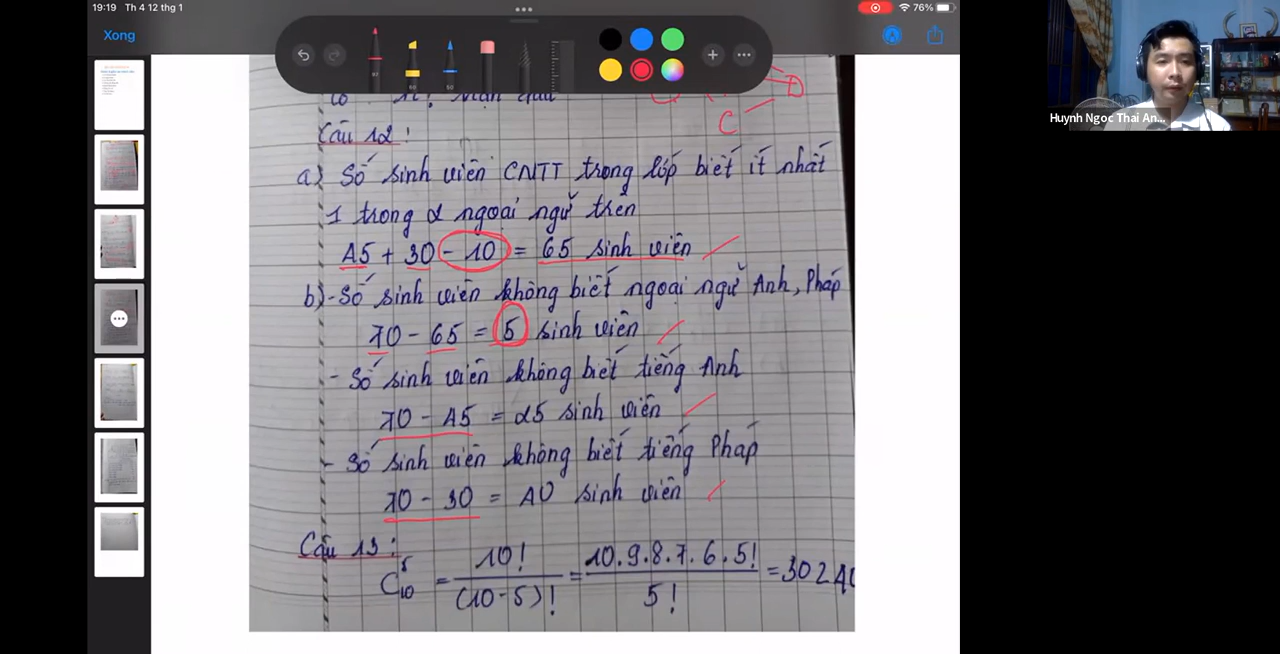 19:19 Th 4 12 thg 1
76%
Xong
Huynh Ngoc Thai An...
D
C
Câu 12:
a) Số sinh viên CNTT trong lớp biết ít nhất
1 trong 2 ngoại ngữ trên
45 + 30 - 10 = 65 sinh viên
b) - Số sinh viên không biết ngoại ngữ Anh, Pháp
70 - 65 = 5 sinh viên
- Số sinh viên không biết tiếng Anh
70 - 45 = 25 sinh viên
- Số sinh viên không biết tiếng Pháp
70 - 30 = 40 sinh viên
Câu 13:
C⁵₁₀ = 10! / (10-5)! = 10.9.8.7.6.5! / 5! = 30240